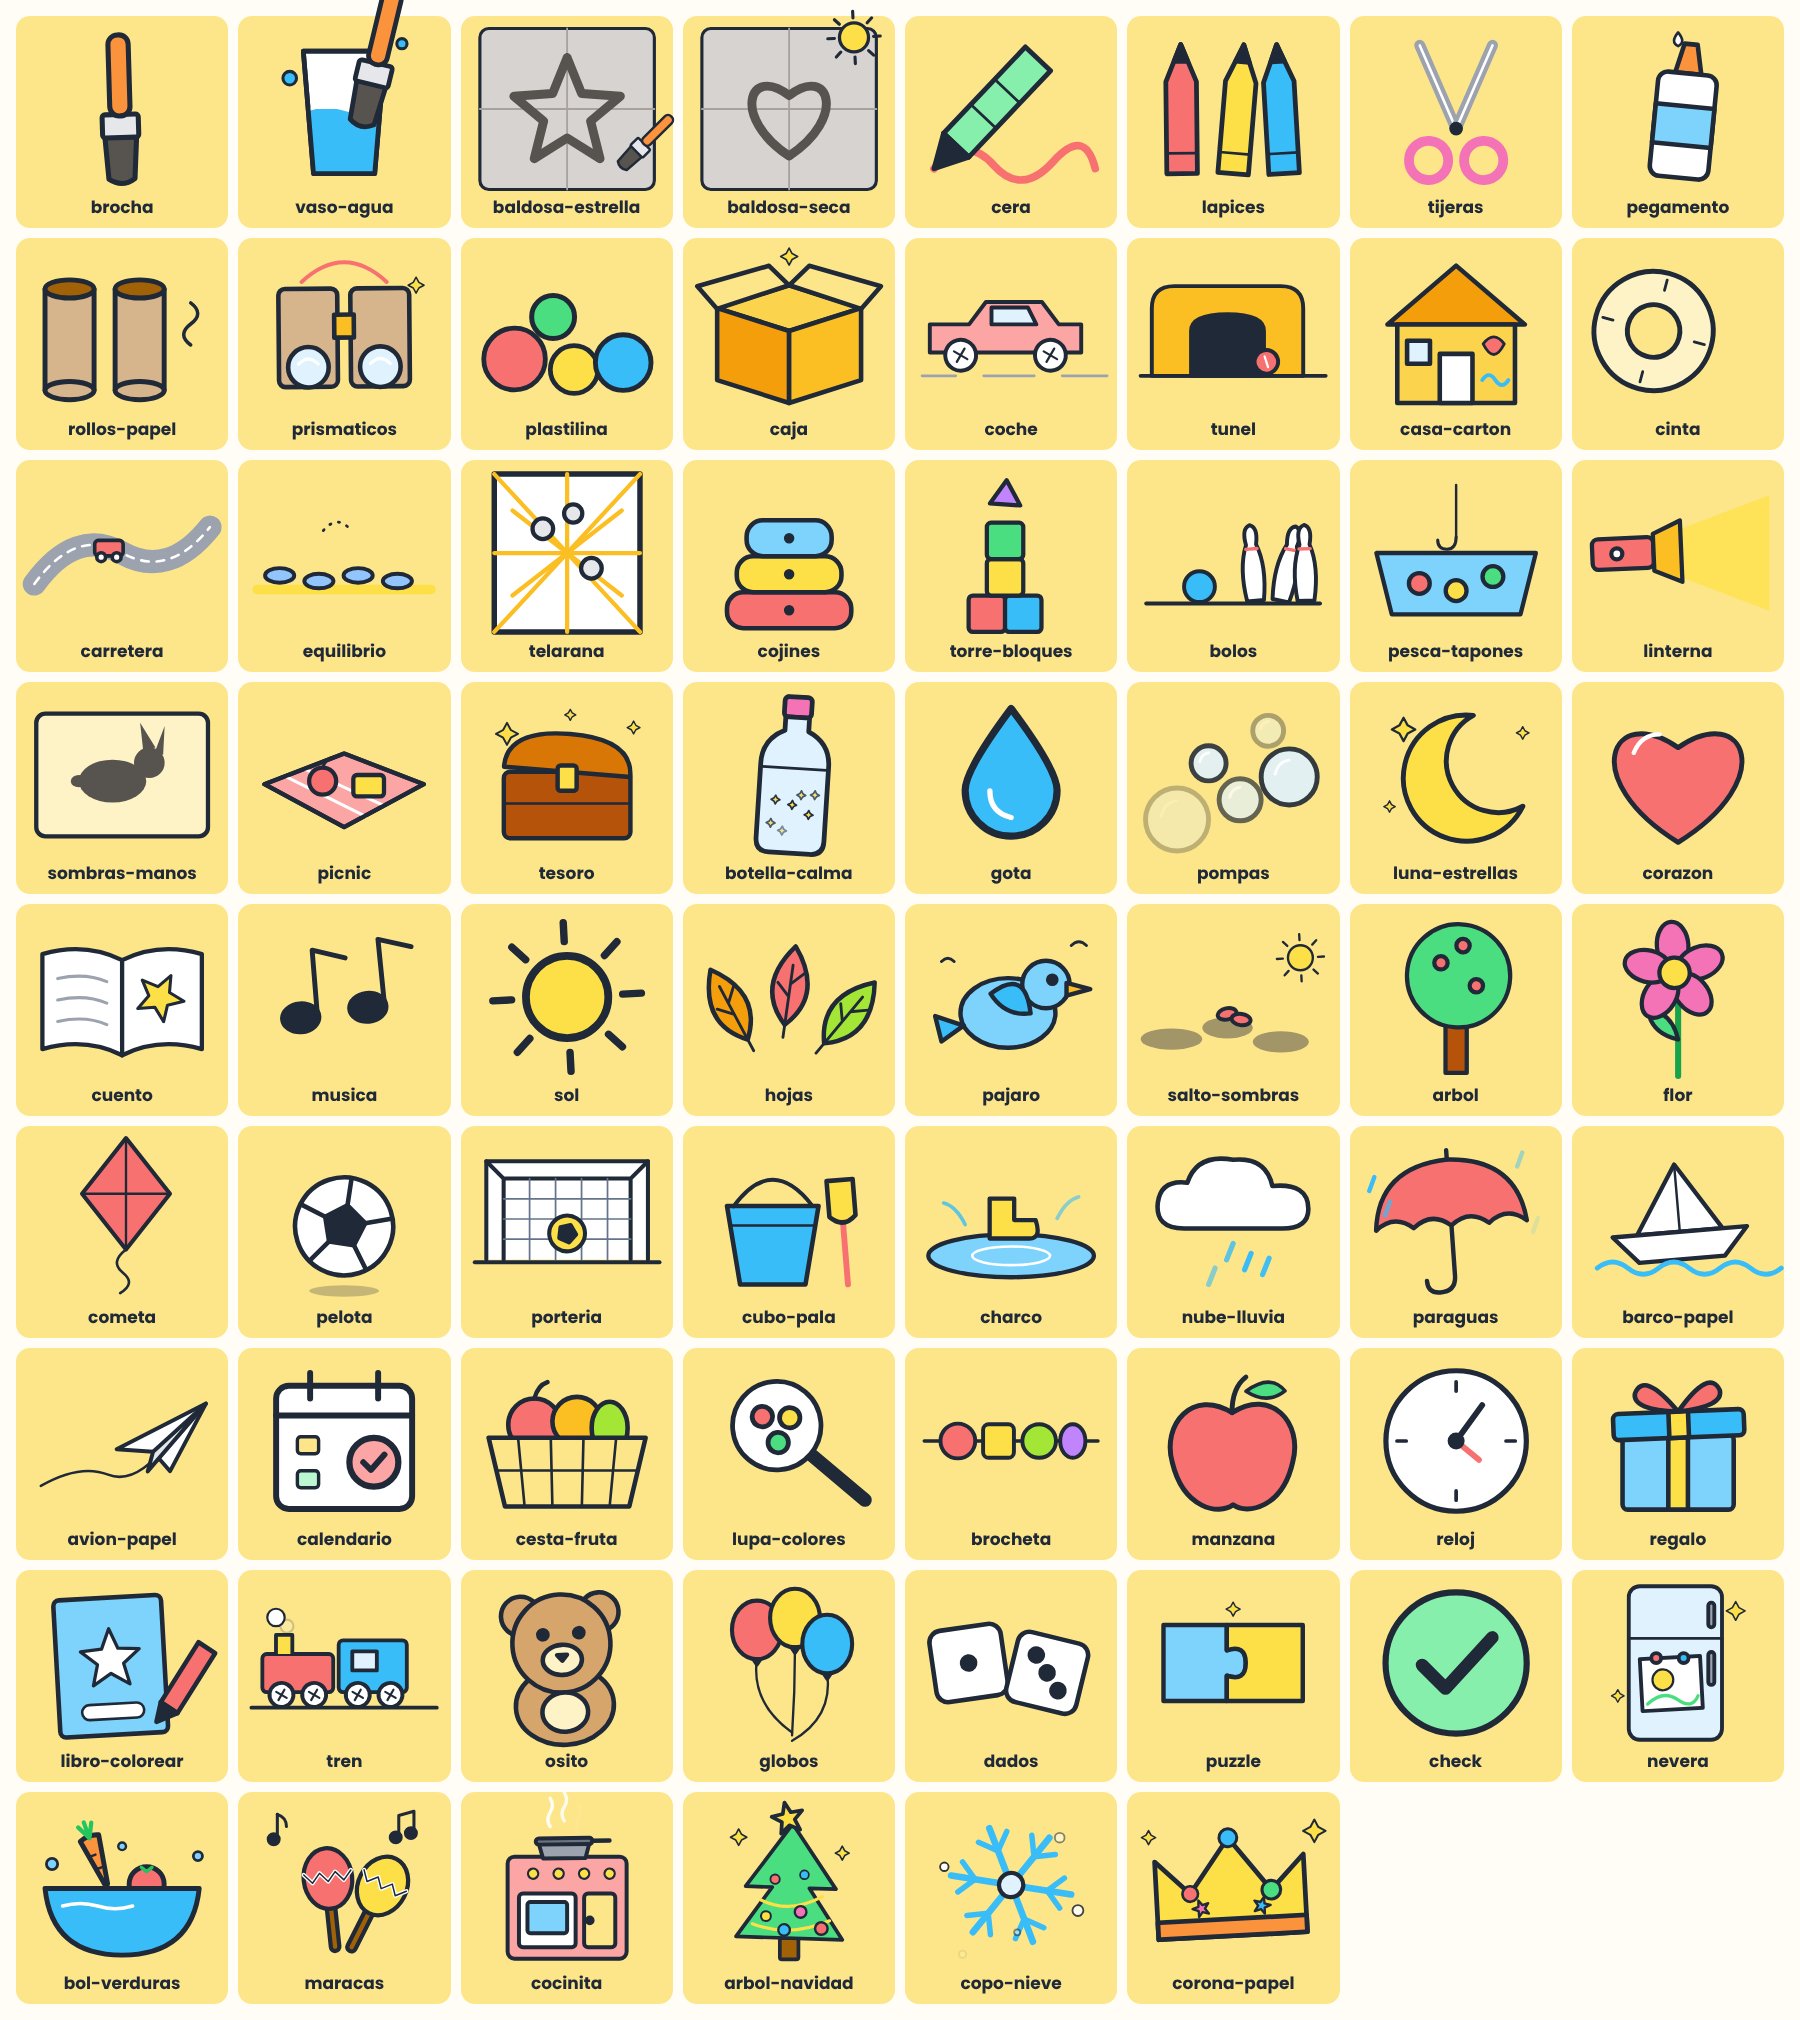 brocha
vaso-agua
baldosa-estrella
baldosa-seca
cera
lapices
tijeras
pegamento
rollos-papel
prismaticos
plastilina
caja
coche
tunel
casa-carton
cinta
carretera
equilibrio
telarana
cojines
torre-bloques
bolos
pesca-tapones
linterna
sombras-manos
picnic
tesoro
botella-calma
gota
pompas
luna-estrellas
corazon
cuento
musica
sol
hojas
pajaro
salto-sombras
arbol
flor
cometa
pelota
porteria
cubo-pala
charco
nube-lluvia
paraguas
barco-papel
avion-papel
calendario
cesta-fruta
lupa-colores
brocheta
manzana
reloj
regalo
libro-colorear
tren
osito
globos
dados
puzzle
check
nevera
bol-verduras
maracas
cocinita
arbol-navidad
copo-nieve
corona-papel